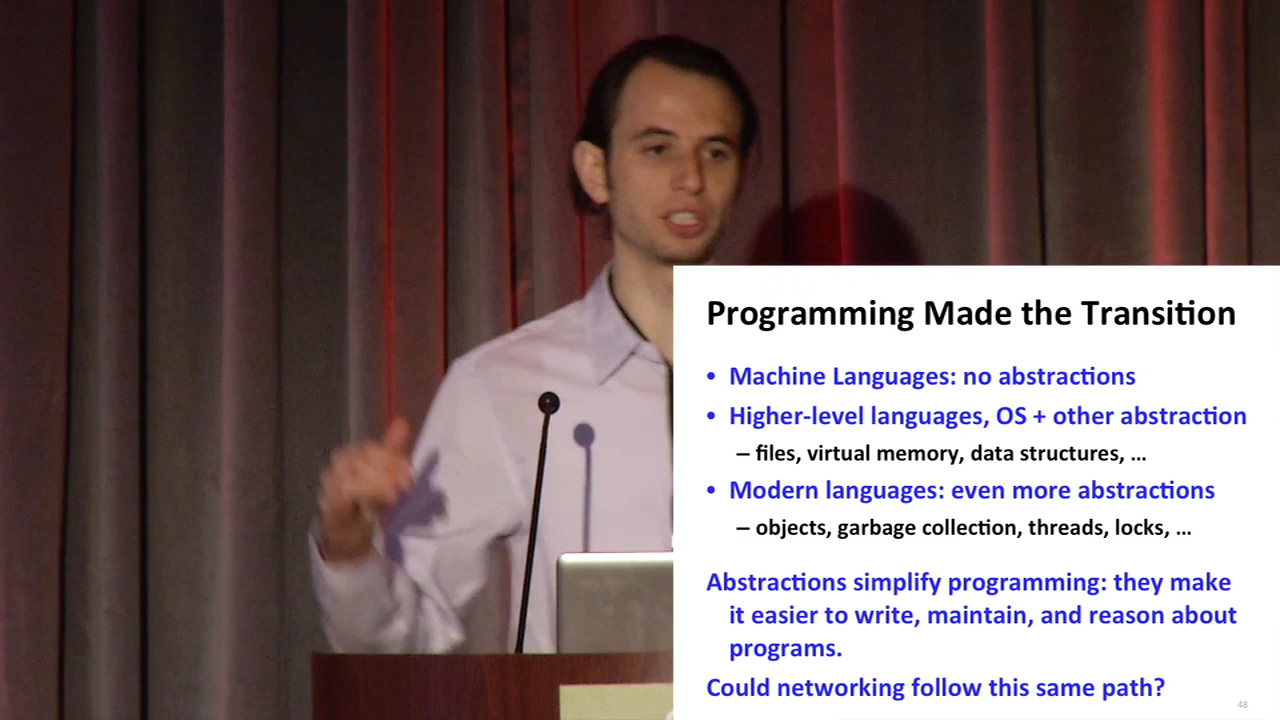 Programming Made the Transition
• Machine Languages: no abstractions
• Higher-level languages, OS + other abstraction
– files, virtual memory, data structures, …
• Modern languages: even more abstractions
– objects, garbage collection, threads, locks, …
Abstractions simplify programming: they make
it easier to write, maintain, and reason about
programs.
Could networking follow this same path?
48